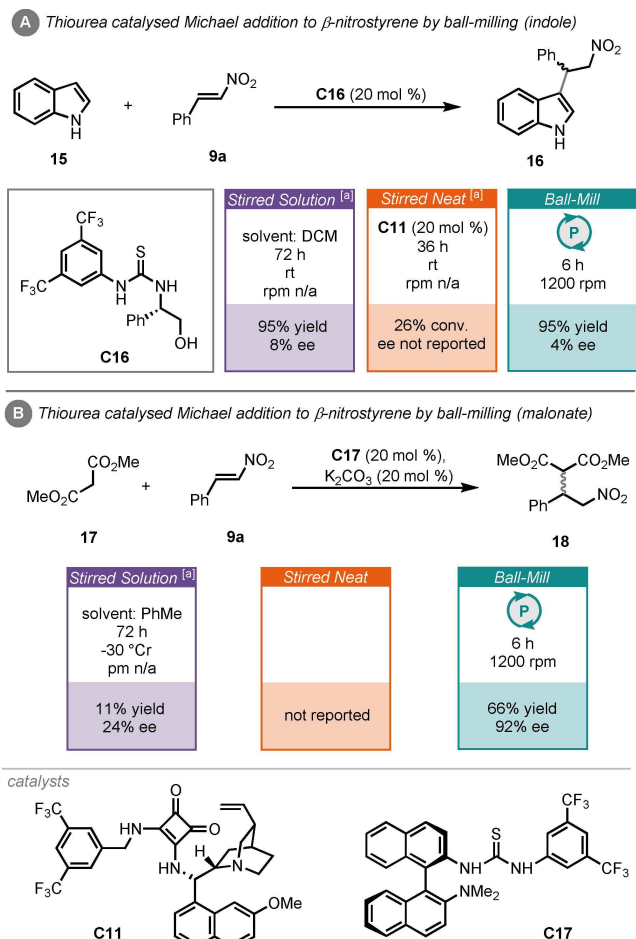 A Thiourea catalysed Michael addition to β-nitrostyrene by ball-milling (indole)
Ph NO2
N
H
15
+
Ph NO2
9a
C16 (20 mol %)
N
H
16
CF3
F3C
S
N
H
NH
Ph
OH
C16
Stirred Solution [a]
solvent: DCM
72 h
rt
rpm n/a
95% yield
8% ee
Stirred Neat [a]
C11 (20 mol %)
36 h
rt
rpm n/a
26% conv.
ee not reported
Ball-Mill
P
6 h
1200 rpm
95% yield
4% ee
B Thiourea catalysed Michael addition to β-nitrostyrene by ball-milling (malonate)
CO2Me
MeO2C
17
+
Ph NO2
9a
C17 (20 mol %),
K2CO3 (20 mol %)
MeO2C CO2Me
Ph NO2
18
Stirred Solution [a]
solvent: PhMe
72 h
-30 °Cr
pm n/a
11% yield
24% ee
Stirred Neat
not reported
Ball-Mill
P
6 h
1200 rpm
66% yield
92% ee
catalysts
F3C
F3C
HN
O
O
HN
H
N
OMe
C11
S
NH
NH
NMe2
CF3
CF3
C17